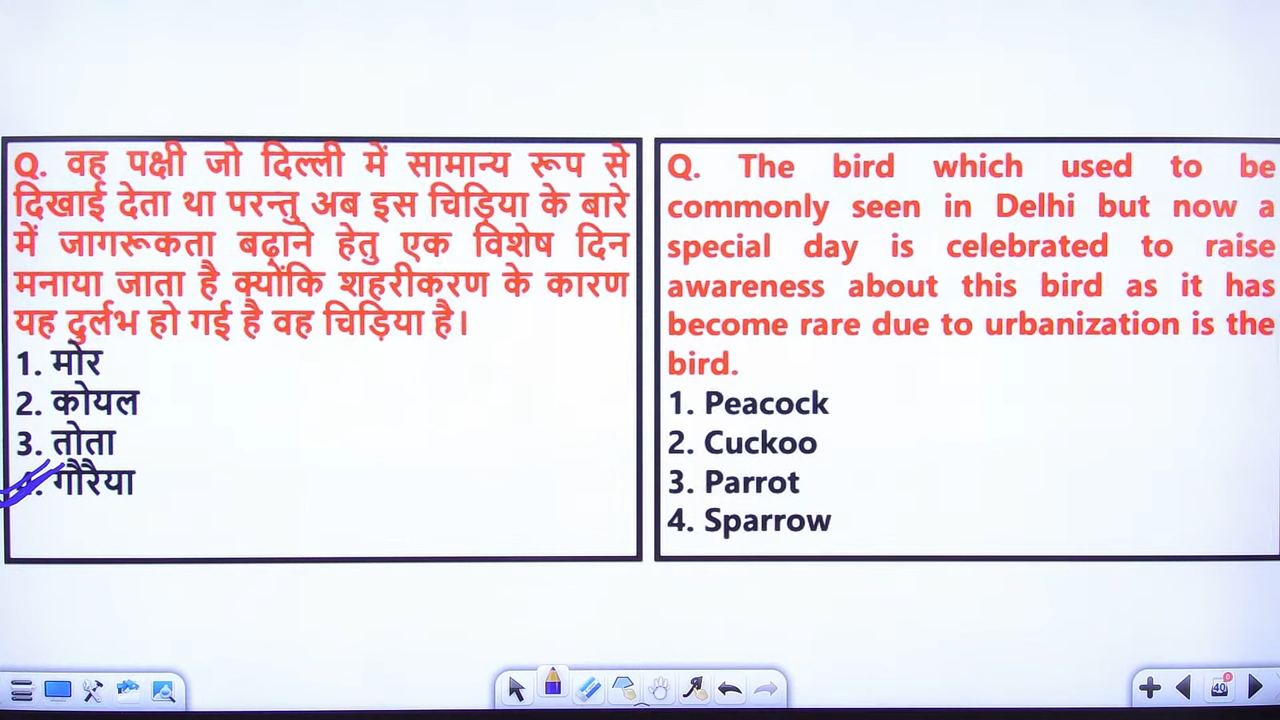 Q. वह पक्षी जो दिल्ली में सामान्य रूप से
दिखाई देता था परन्तु अब इस चिड़िया के बारे
में जागरूकता बढ़ाने हेतु एक विशेष दिन
मनाया जाता है क्योंकि शहरीकरण के कारण
यह दुर्लभ हो गई है वह चिड़िया है।
1. मोर
2. कोयल
3. तोता
4. गौरैया
Q. The bird which used to be
commonly seen in Delhi but now a
special day is celebrated to raise
awareness about this bird as it has
become rare due to urbanization is the
bird.
1. Peacock
2. Cuckoo
3. Parrot
4. Sparrow
40